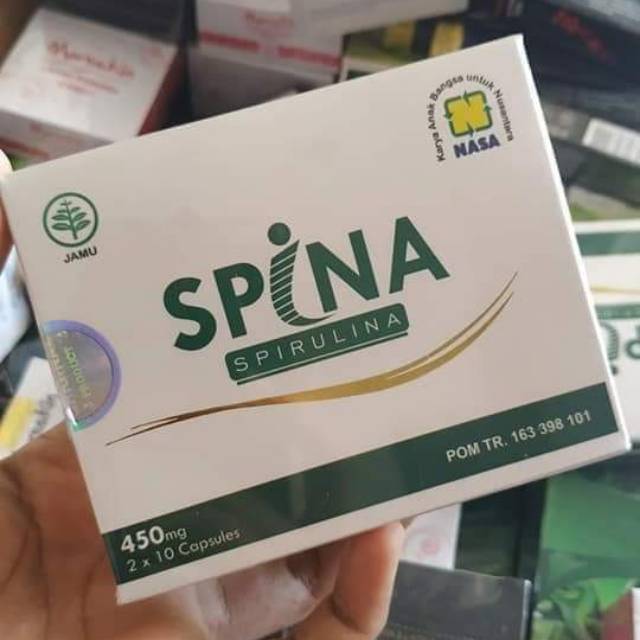 Karya Anak Bangsa untuk Nusantara
NASA
JAMU
SPiNA
SPIRULINA
POM TR. 163 398 101
450mg
2 x 10 Capsules